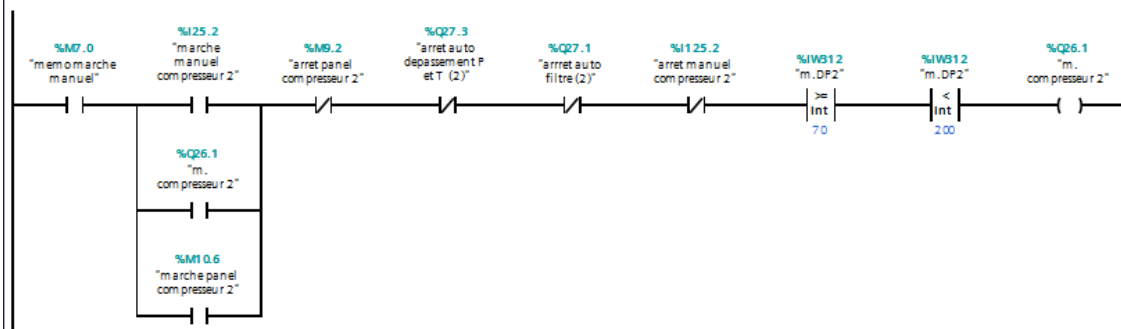 %M7.0
"memo marche
manuel"
%I25.2
"marche
manuel
compresseur 2"
%M9.2
"arret panel
compresseur 2"
%Q27.3
"arret auto
depassement P
et T (2)"
%Q27.1
"arrret auto
filtre (2)"
%I125.2
"arret manuel
compresseur 2"
%IW312
"m.DP2"
>=
Int
70
%IW312
"m.DP2"
<
Int
200
%Q26.1
"m.
compresseur 2"
%Q26.1
"m.
compresseur 2"
%M10.6
"marche panel
compresseur 2"